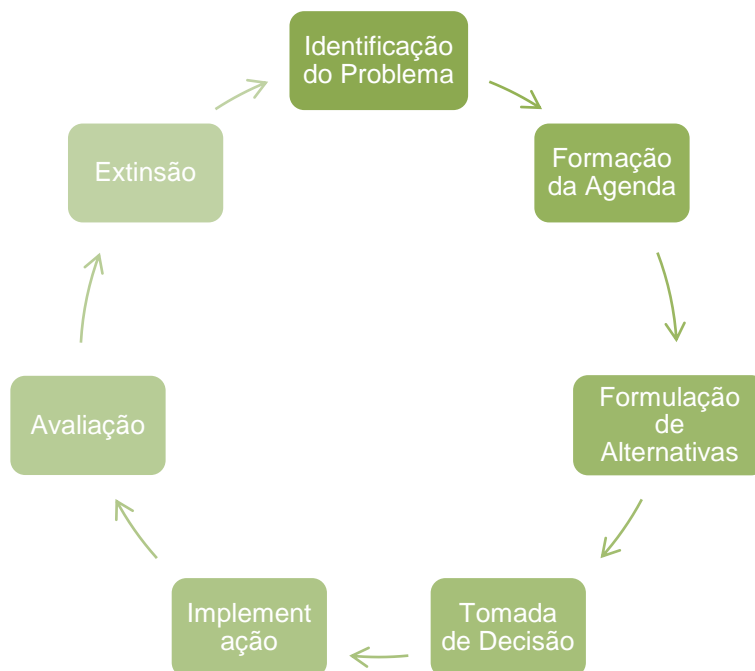 Identificação
do Problema
Formação
da Agenda
Formulação
de
Alternativas
Tomada
de Decisão
Implement
ação
Avaliação
Extinsão